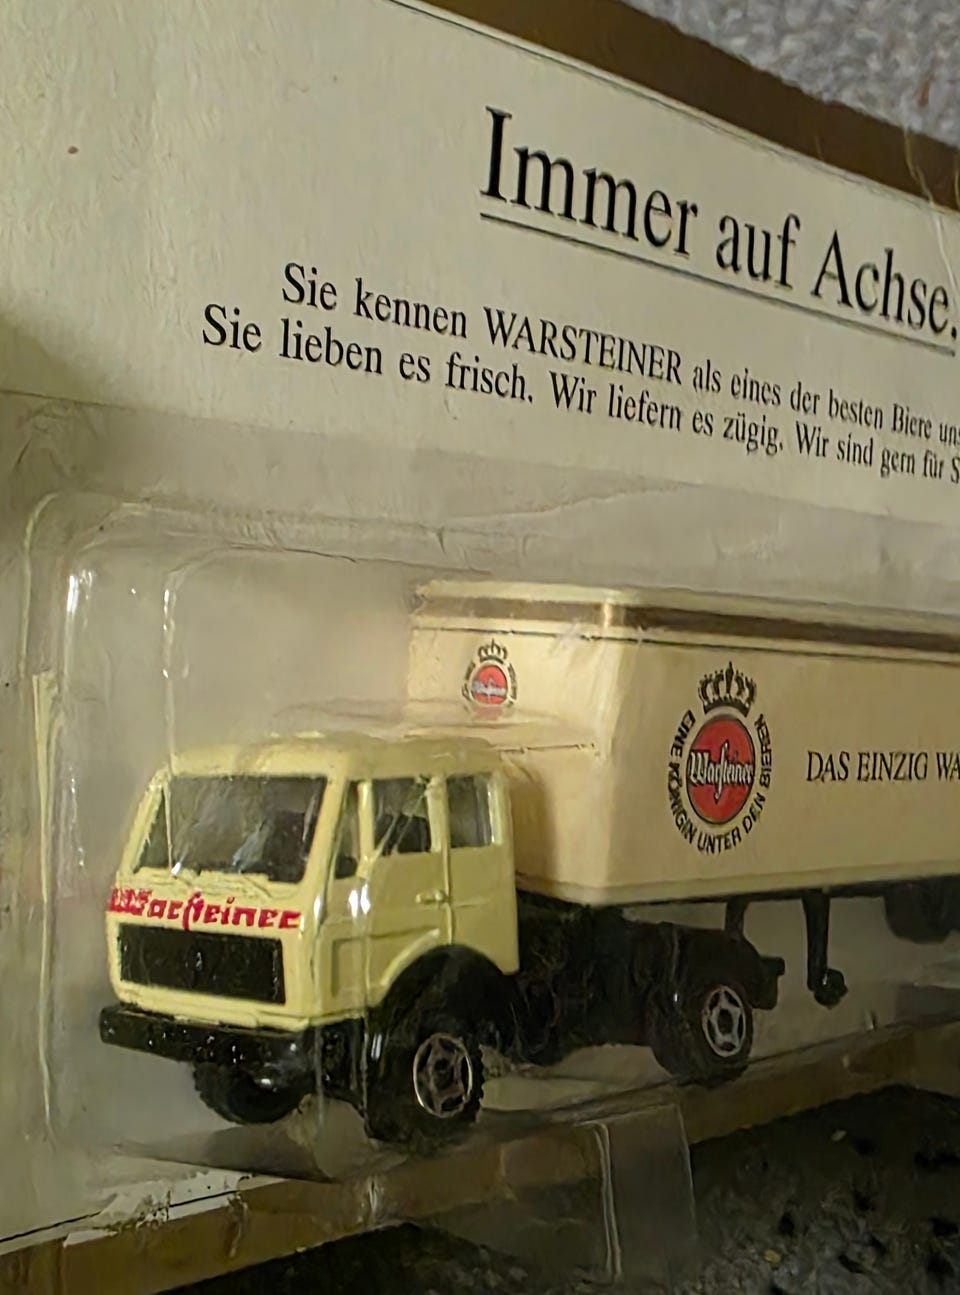 Immer auf Achse.
Sie kennen WARSTEINER als eines der besten Biere
Sie lieben es frisch. Wir liefern es zügig. Wir sind gern für
Warsteiner
EINE KÖNIGIN UNTER DEN BIEREN
Warsteiner
DAS EINZIG
Warsteiner